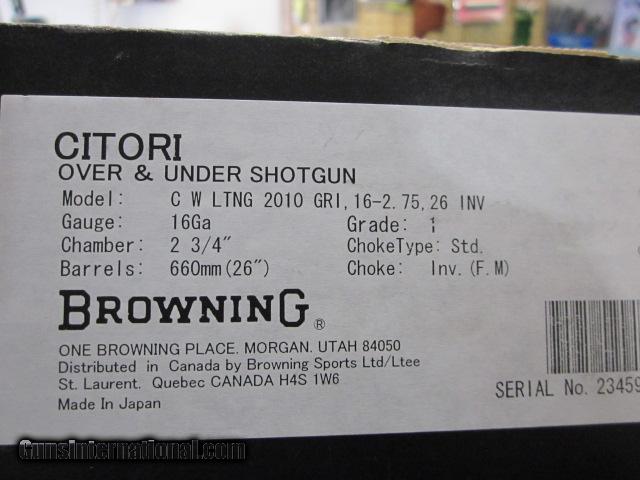 CITORI
OVER & UNDER SHOTGUN
Model: C W LTNG 2010 GRI,16-2.75,26 INV
Gauge: 16Ga Grade: 1
Chamber: 2 3/4" ChokeType: Std.
Barrels: 660mm(26") Choke: Inv.(F.M)
BROWNING®
ONE BROWNING PLACE. MORGAN. UTAH 84050
Distributed in Canada by Browning Sports Ltd/Ltee
St. Laurent. Quebec CANADA H4S 1W6
Made In Japan
SERIAL No. 23459
GunsInternational.com